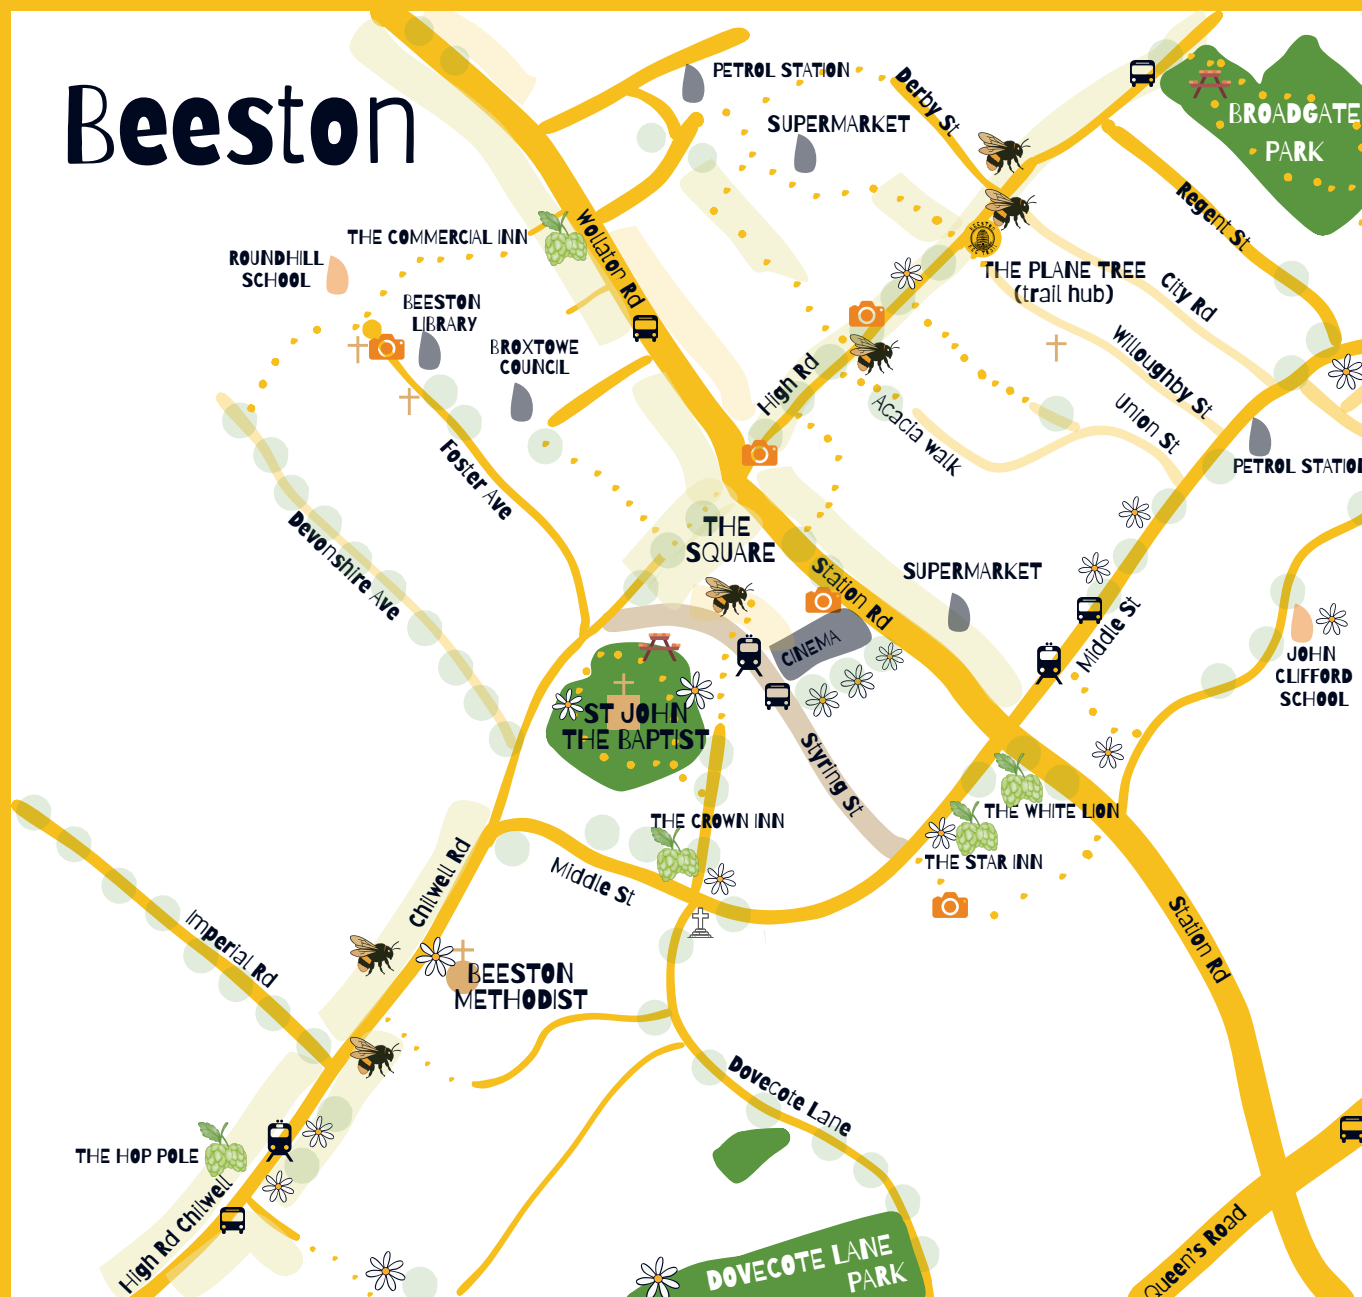 Beeston
PETROL STATION
Derby St
SUPERMARKET
BROADGATE
PARK
Regent St
THE COMMERCIAL INN
Wollaton Rd
ROUNDHILL
SCHOOL
BEESTON
LIBRARY
BROXTOWE
COUNCIL
THE PLANE TREE
(trail hub)
City Rd
Willoughby St
Union St
High Rd
Acacia walk
PETROL STATION
Foster Ave
Devonshire Ave
THE
SQUARE
Station Rd
SUPERMARKET
CINEMA
Middle St
JOHN
CLIFFORD
SCHOOL
ST JOHN
THE BAPTIST
Styring St
THE CROWN INN
THE WHITE LION
THE STAR INN
Chilwell Rd
Middle St
Imperial Rd
BEESTON
METHODIST
Station Rd
Dovecote Lane
THE HOP POLE
High Rd Chilwell
DOVECOTE LANE
PARK
Queen's Road